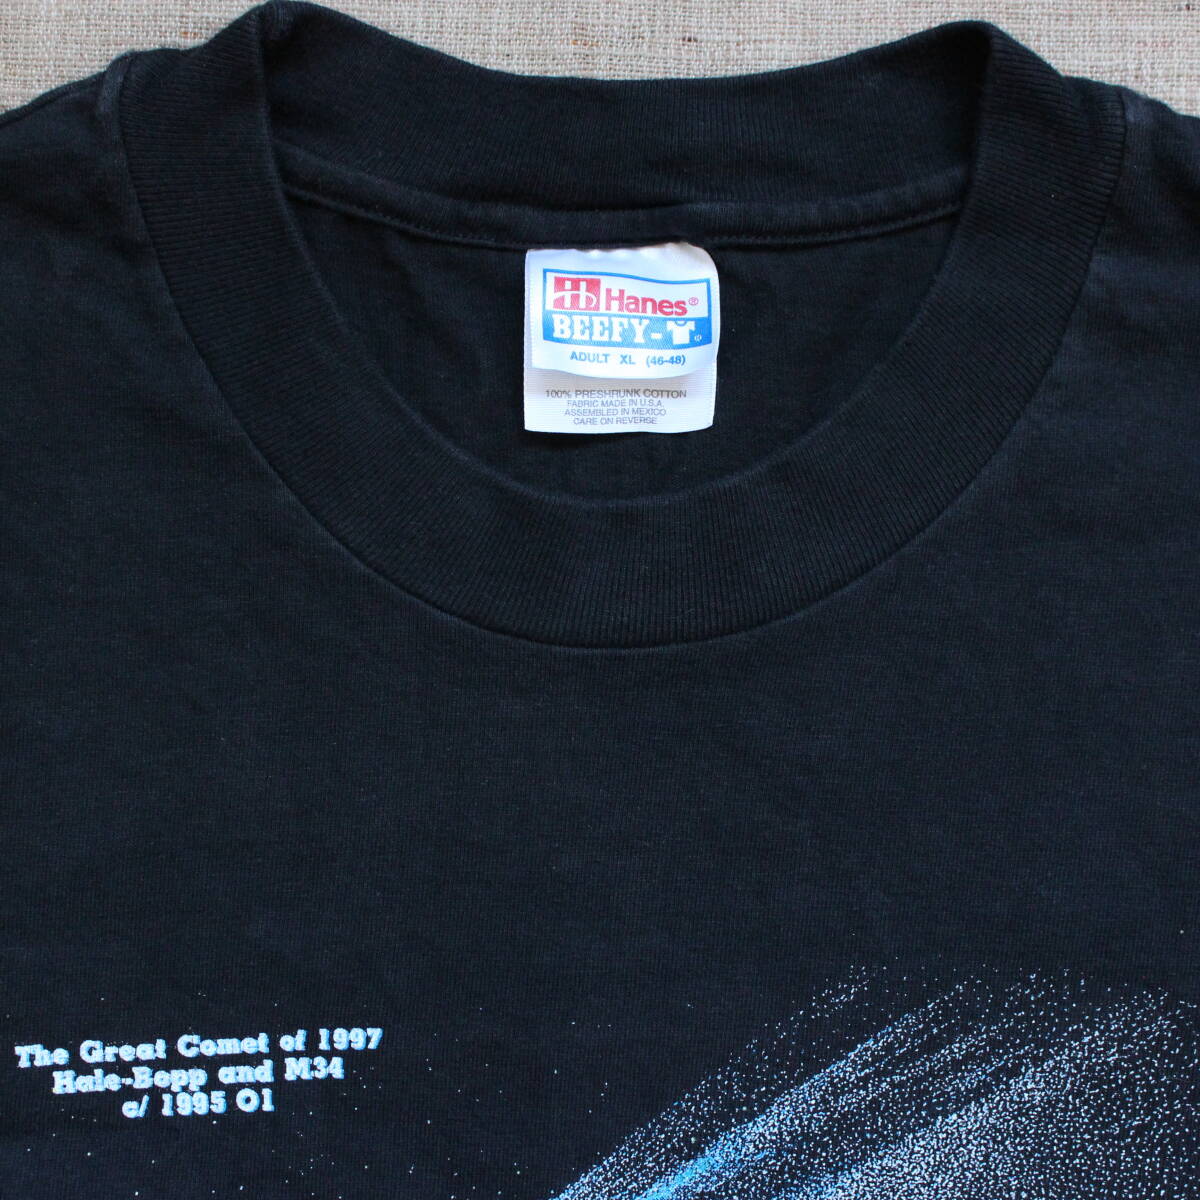 Hanes®
BEEFY-T
ADULT XL (46-48)
100% PRESHRUNK COTTON
FABRIC MADE IN U.S.A.
ASSEMBLED IN MEXICO
CARE ON REVERSE
The Great Comet of 1997
Hale-Bopp and M34
c/ 1995 O1